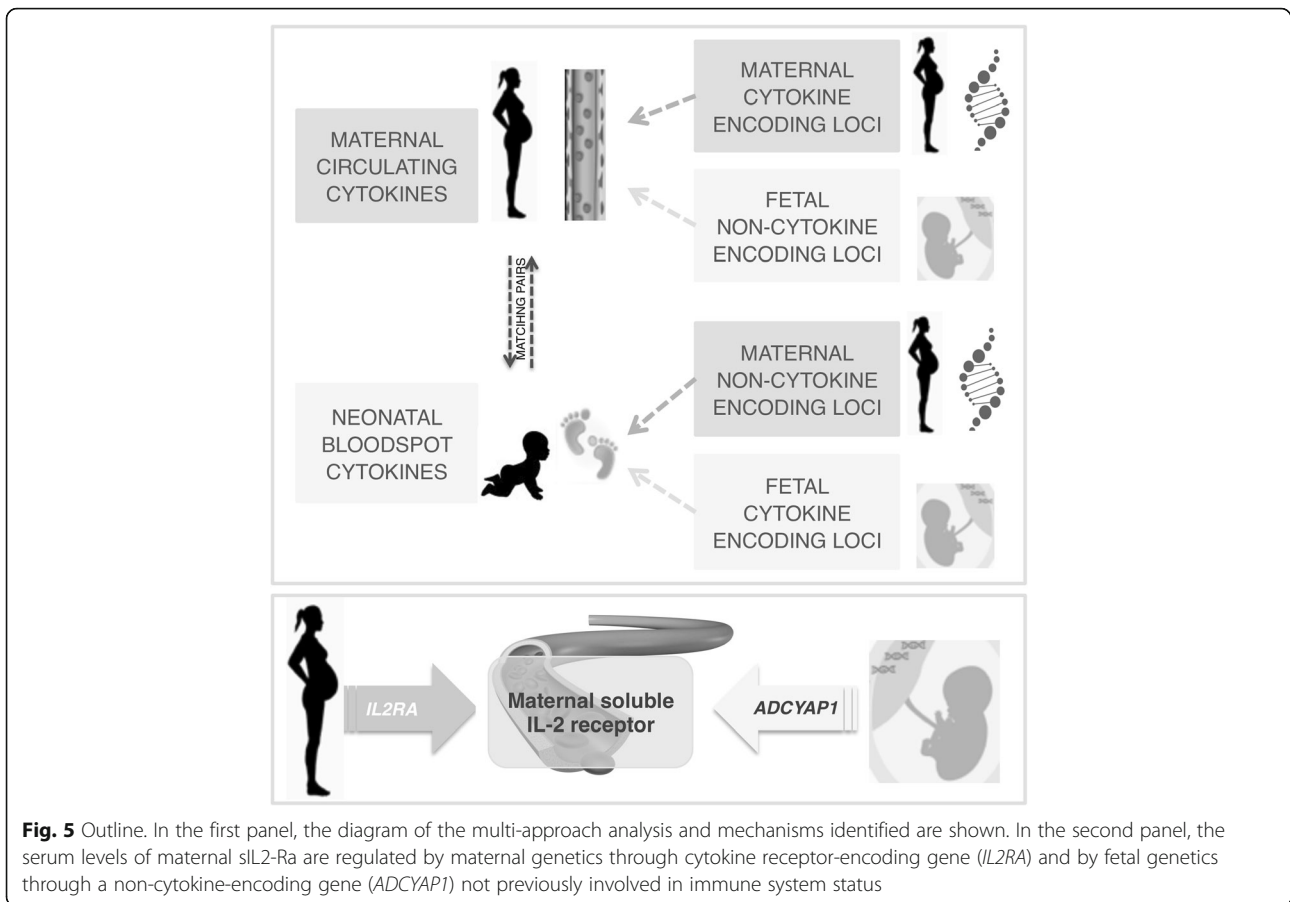 MATERNAL
CIRCULATING
CYTOKINES
MATERNAL
CYTOKINE
ENCODING LOCI
FETAL
NON-CYTOKINE
ENCODING LOCI
MATCIHNG PAIRS
NEONATAL
BLOODSPOT
CYTOKINES
MATERNAL
NON-CYTOKINE
ENCODING LOCI
FETAL
CYTOKINE
ENCODING LOCI
IL2RA
Maternal soluble
IL-2 receptor
ADCYAP1
Fig. 5 Outline. In the first panel, the diagram of the multi-approach analysis and mechanisms identified are shown. In the second panel, the
serum levels of maternal sIL2-Ra are regulated by maternal genetics through cytokine receptor-encoding gene (IL2RA) and by fetal genetics
through a non-cytokine-encoding gene (ADCYAP1) not previously involved in immune system status